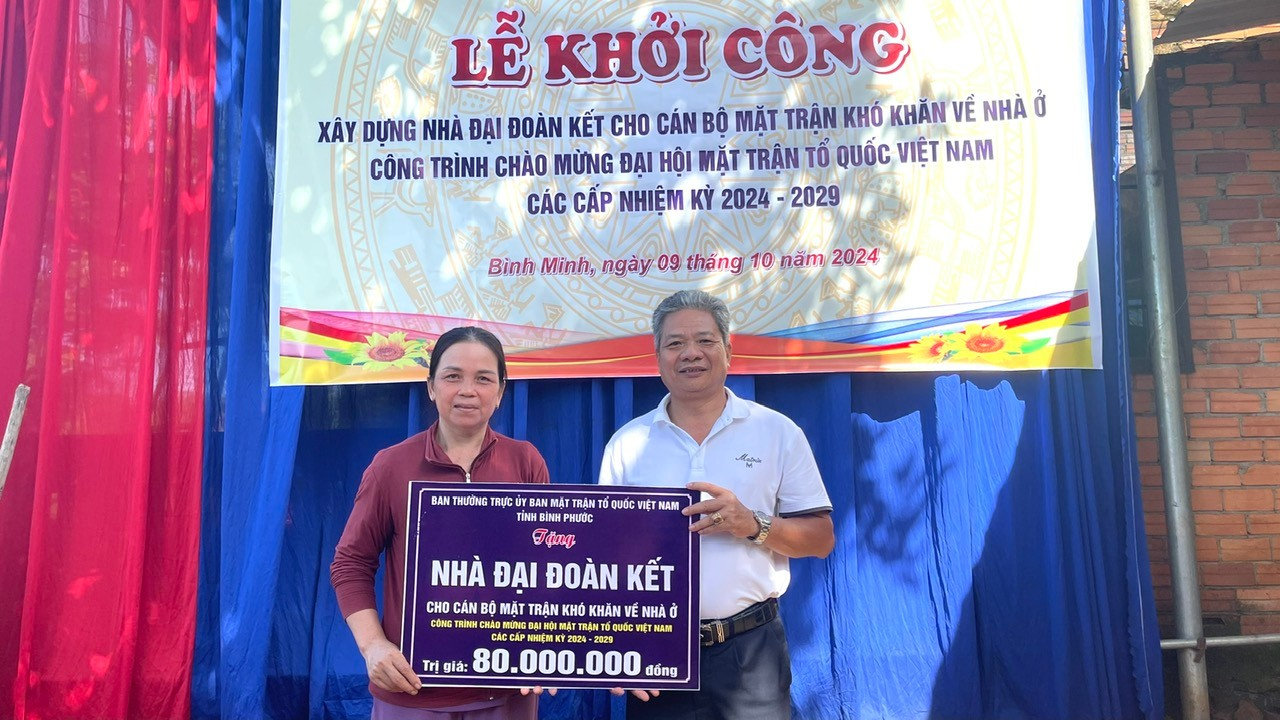 LỄ KHỞI CÔNG
XÂY DỰNG NHÀ ĐẠI ĐOÀN KẾT CHO CÁN BỘ MẶT TRẬN KHÓ KHĂN VỀ NHÀ Ở
CÔNG TRÌNH CHÀO MỪNG ĐẠI HỘI MẶT TRẬN TỔ QUỐC VIỆT NAM
CÁC CẤP NHIỆM KỲ 2024 - 2029
Bình Minh, ngày 09 tháng 10 năm 2024
BAN THƯỜNG TRỰC ỦY BAN MẶT TRẬN TỔ QUỐC VIỆT NAM
TỈNH BÌNH PHƯỚC
Tặng
NHÀ ĐẠI ĐOÀN KẾT
CHO CÁN BỘ MẶT TRẬN KHÓ KHĂN VỀ NHÀ Ở
CÔNG TRÌNH CHÀO MỪNG ĐẠI HỘI MẶT TRẬN TỔ QUỐC VIỆT NAM
CÁC CẤP NHIỆM KỲ 2024 - 2029
Trị giá: 80.000.000 đồng